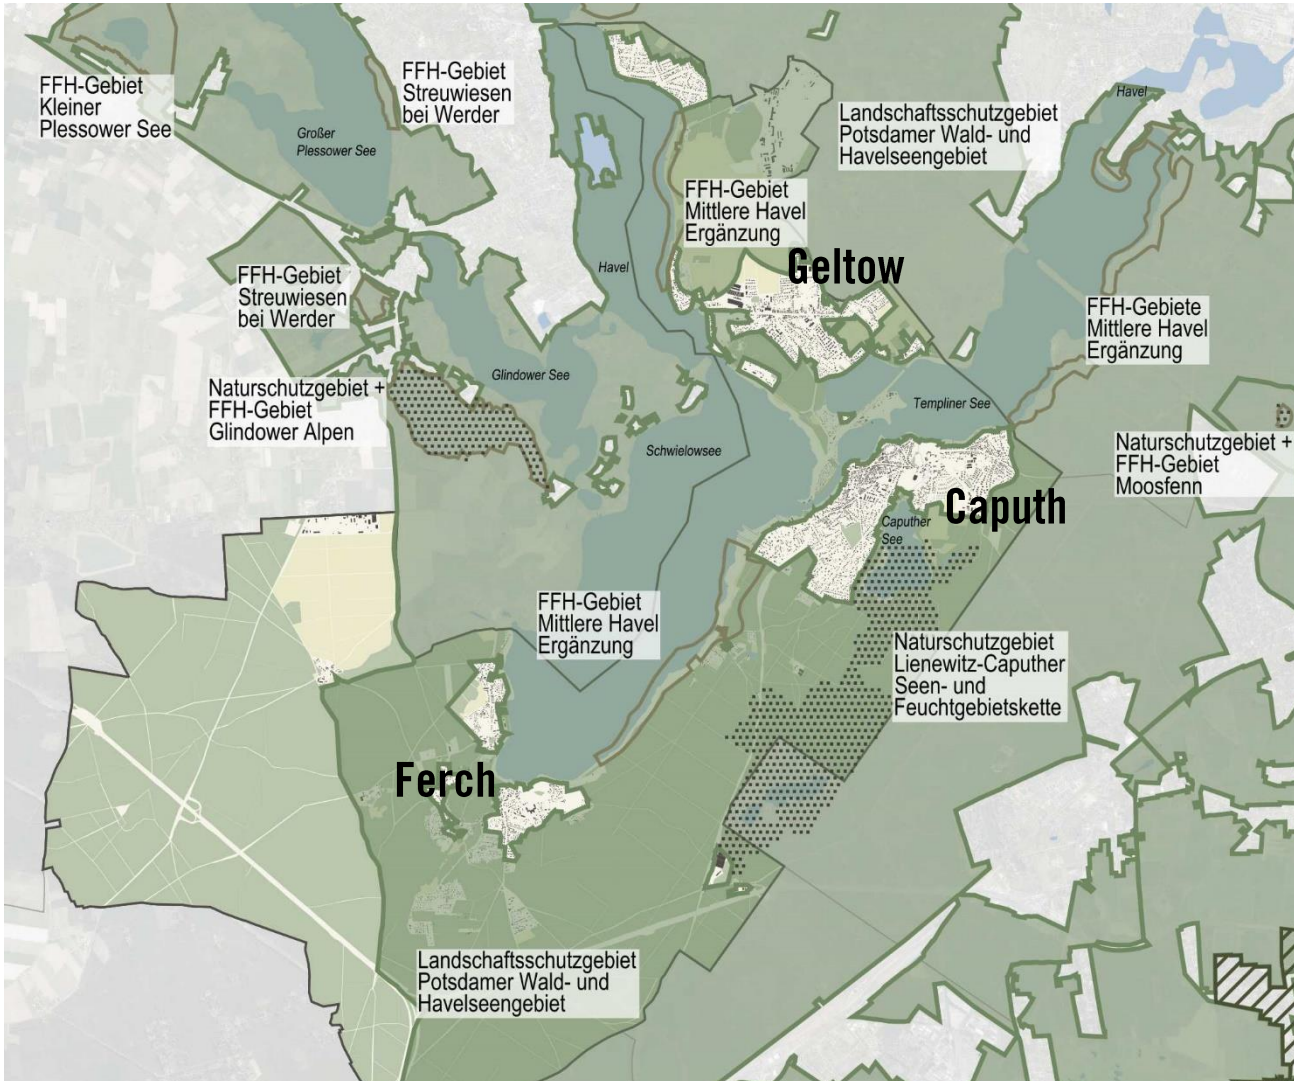 FFH-Gebiet
Kleiner
Plessower See
FFH-Gebiet
Streuwiesen
bei Werder
Großer
Plessower See
Landschaftsschutzgebiet
Potsdamer Wald- und
Havelseengebiet
Havel
FFH-Gebiet
Mittlere Havel
Ergänzung
Geltow
Havel
FFH-Gebiet
Streuwiesen
bei Werder
FFH-Gebiete
Mittlere Havel
Ergänzung
Naturschutzgebiet +
FFH-Gebiet
Glindower Alpen
Glindower See
Templiner See
Schwielowsee
Naturschutzgebiet +
FFH-Gebiet
Moosfenn
Caputh
Caputher
See
FFH-Gebiet
Mittlere Havel
Ergänzung
Naturschutzgebiet
Lienewitz-Caputher
Seen- und
Feuchtgebietskette
Ferch
Landschaftsschutzgebiet
Potsdamer Wald- und
Havelseengebiet